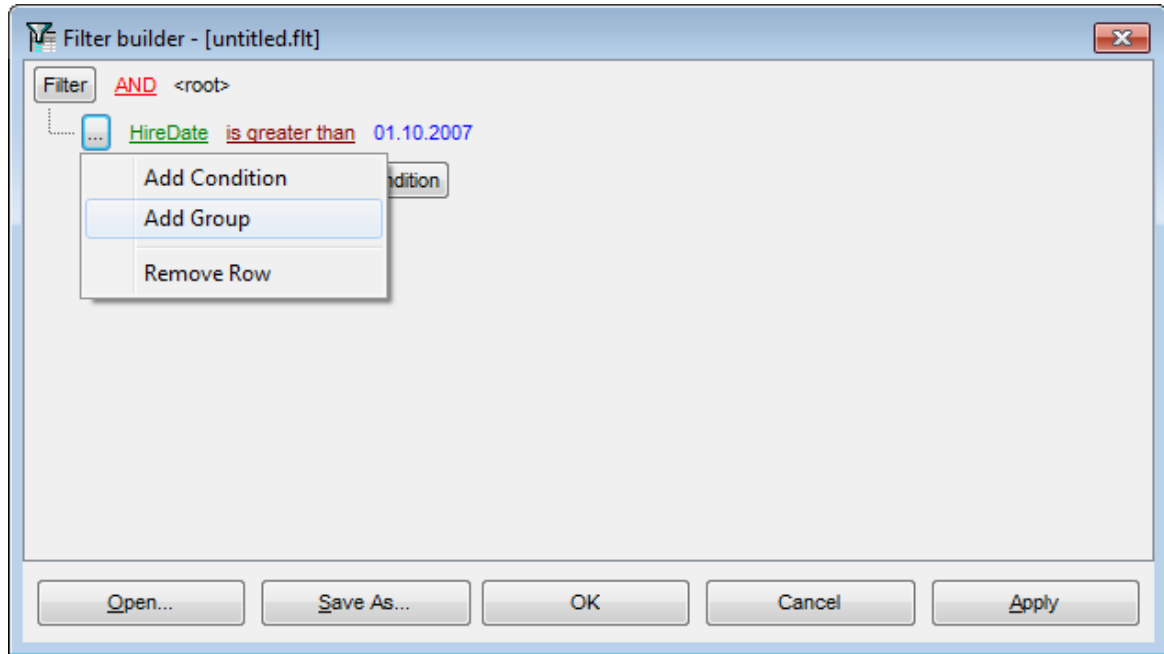 Filter builder - [untitled.flt]
Filter AND <root>
... HireDate is greater than 01.10.2007
Add Condition
Add Group
Remove Row
Open... Save As... OK Cancel Apply